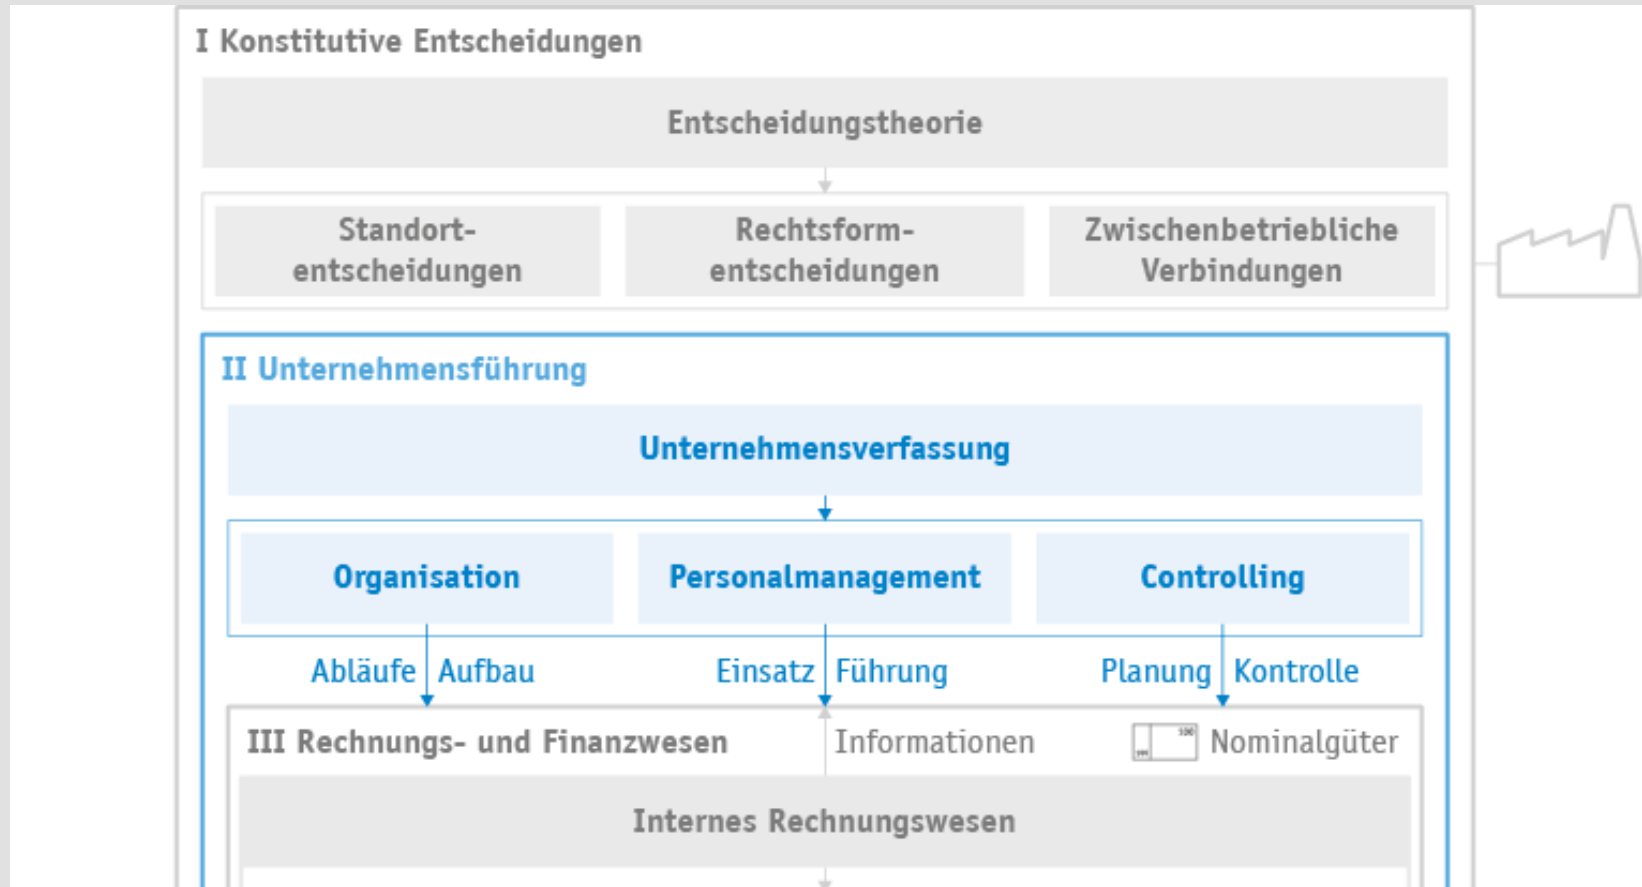 I Konstitutive Entscheidungen
Entscheidungstheorie
Standort-
entscheidungen
Rechtsform-
entscheidungen
Zwischenbetriebliche
Verbindungen
II Unternehmensführung
Unternehmensverfassung
Organisation
Personalmanagement
Controlling
Abläufe Aufbau
Einsatz Führung
Planung Kontrolle
III Rechnungs- und Finanzwesen
Informationen
100
Nominalgüter
Internes Rechnungswesen